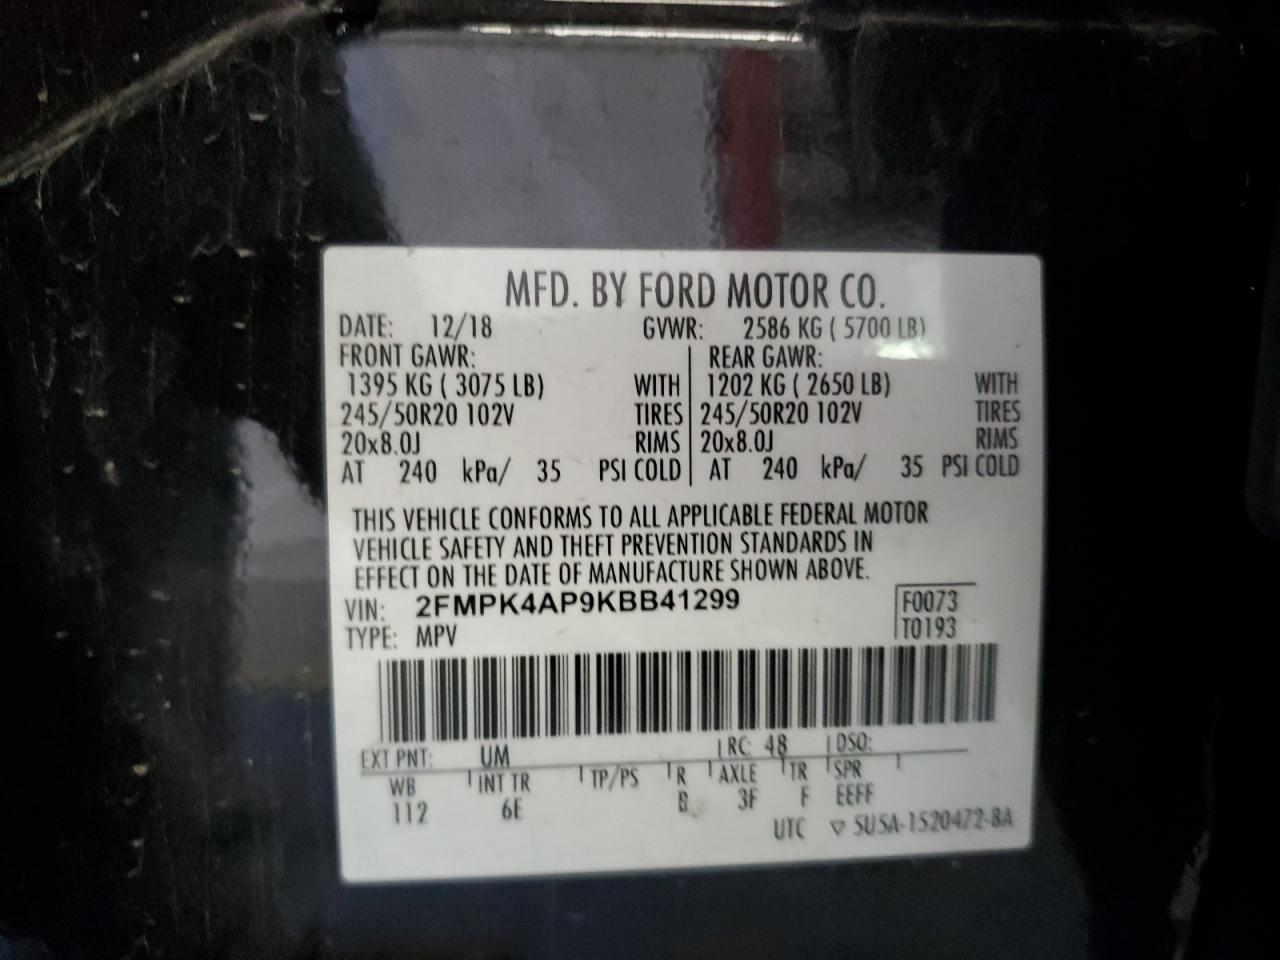 MFD. BY FORD MOTOR CO.
DATE: 12/18 GVWR: 2586 KG ( 5700 LB)
FRONT GAWR: REAR GAWR:
1395 KG ( 3075 LB) WITH 1202 KG ( 2650 LB) WITH
245/50R20 102V TIRES 245/50R20 102V TIRES
20x8.0J RIMS 20x8.0J RIMS
AT 240 kPa/ 35 PSI COLD AT 240 kPa/ 35 PSI COLD
THIS VEHICLE CONFORMS TO ALL APPLICABLE FEDERAL MOTOR
VEHICLE SAFETY AND THEFT PREVENTION STANDARDS IN
EFFECT ON THE DATE OF MANUFACTURE SHOWN ABOVE.
VIN: 2FMPK4AP9KBB41299 F0073
TYPE: MPV T0193
EXT PNT: UM RC: 48 DSO:
WB INT TR TP/PS R AXLE TR SPR
112 6E B 3F F EEFF
UTC ▽ 5U5A-1520472-BA